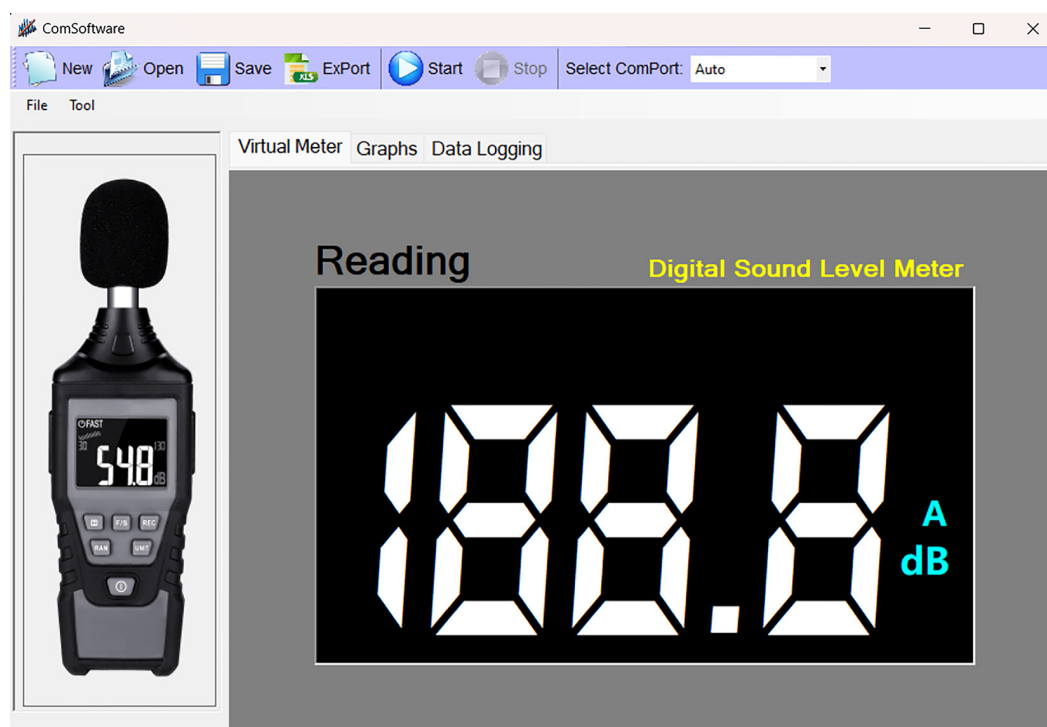 ComSoftware
New Open Save XLS ExPort Start Stop Select ComPort: Auto
File Tool
Virtual Meter Graphs Data Logging
Reading
Digital Sound Level Meter
188.8
A
dB
FAST
30 130
54.8
dB
F/S REC
RAN UNIT